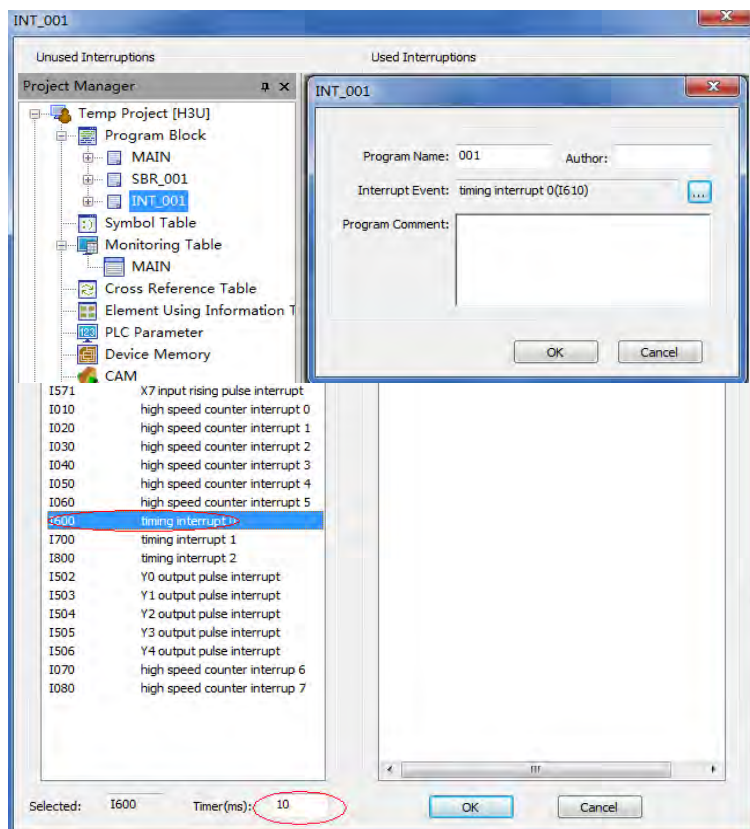 INT_001
Unused Interruptions
Used Interruptions
Project Manager
Temp Project [H3U]
Program Block
MAIN
SBR_001
INT_001
Symbol Table
Monitoring Table
MAIN
Cross Reference Table
Element Using Information T
PLC Parameter
Device Memory
CAM
INT_001
Program Name: 001 Author:
Interrupt Event: timing interrupt 0(I610) ...
Program Comment:
OK Cancel
I571 X7 input rising pulse interrupt
I010 high speed counter interrupt 0
I020 high speed counter interrupt 1
I030 high speed counter interrupt 2
I040 high speed counter interrupt 3
I050 high speed counter interrupt 4
I060 high speed counter interrupt 5
I600 timing interrupt 0
I700 timing interrupt 1
I800 timing interrupt 2
I502 Y0 output pulse interrupt
I503 Y1 output pulse interrupt
I504 Y2 output pulse interrupt
I505 Y3 output pulse interrupt
I506 Y4 output pulse interrupt
I070 high speed counter interrup 6
I080 high speed counter interrup 7
Selected: I600 Timer(ms): 10 OK Cancel